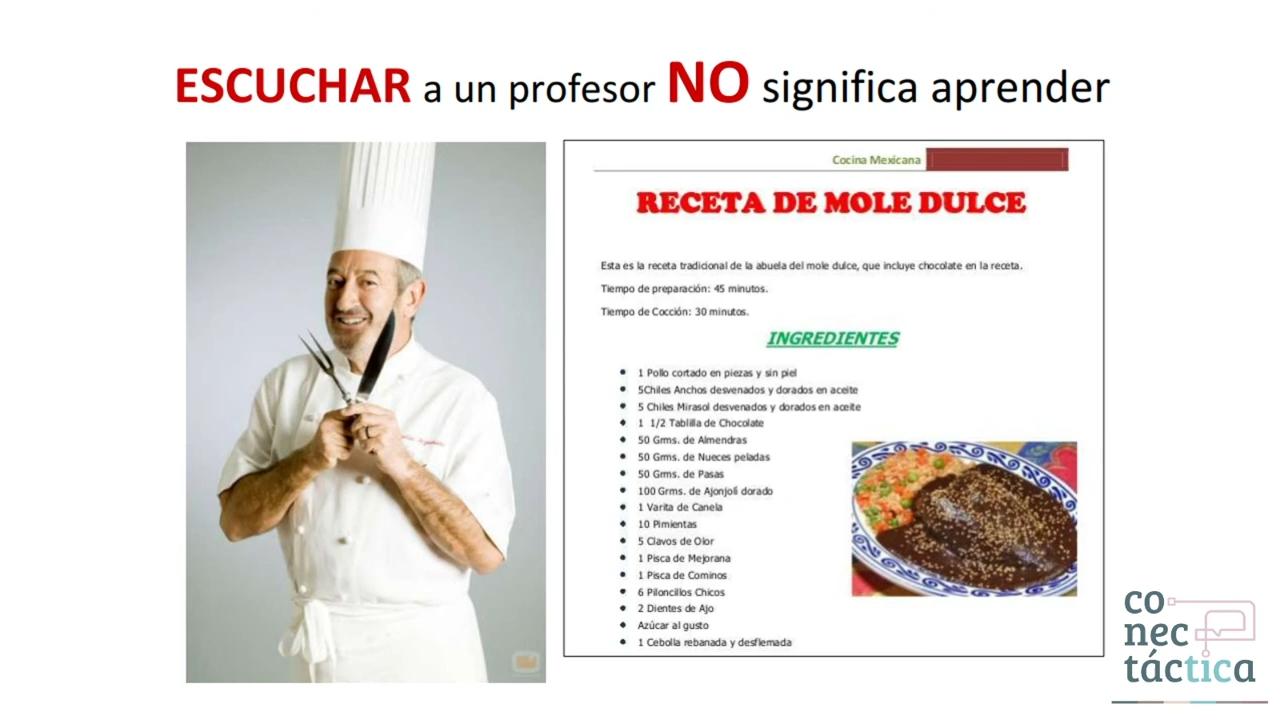 ESCUCHAR a un profesor NO significa aprender
Cocina Mexicana
RECETA DE MOLE DULCE
Esta es la receta tradicional de la abuela del mole dulce, que incluye chocolate en la receta.
Tiempo de preparación: 45 minutos.
Tiempo de Cocción: 30 minutos.
INGREDIENTES
1 Pollo cortado en piezas y sin piel
5Chiles Anchos desvenados y dorados en aceite
5 Chiles Mirasol desvenados y dorados en aceite
1 1/2 Tablilla de Chocolate
50 Grms. de Almendras
50 Grms. de Nueces peladas
50 Grms. de Pasas
100 Grms. de Ajonjolí dorado
1 Varita de Canela
10 Pimientas
5 Clavos de Olor
1 Pisca de Mejorana
1 Pisca de Cominos
6 Piloncillos Chicos
2 Dientes de Ajo
Azúcar al gusto
1 Cebolla rebanada y desflemada
co
nec
táctica